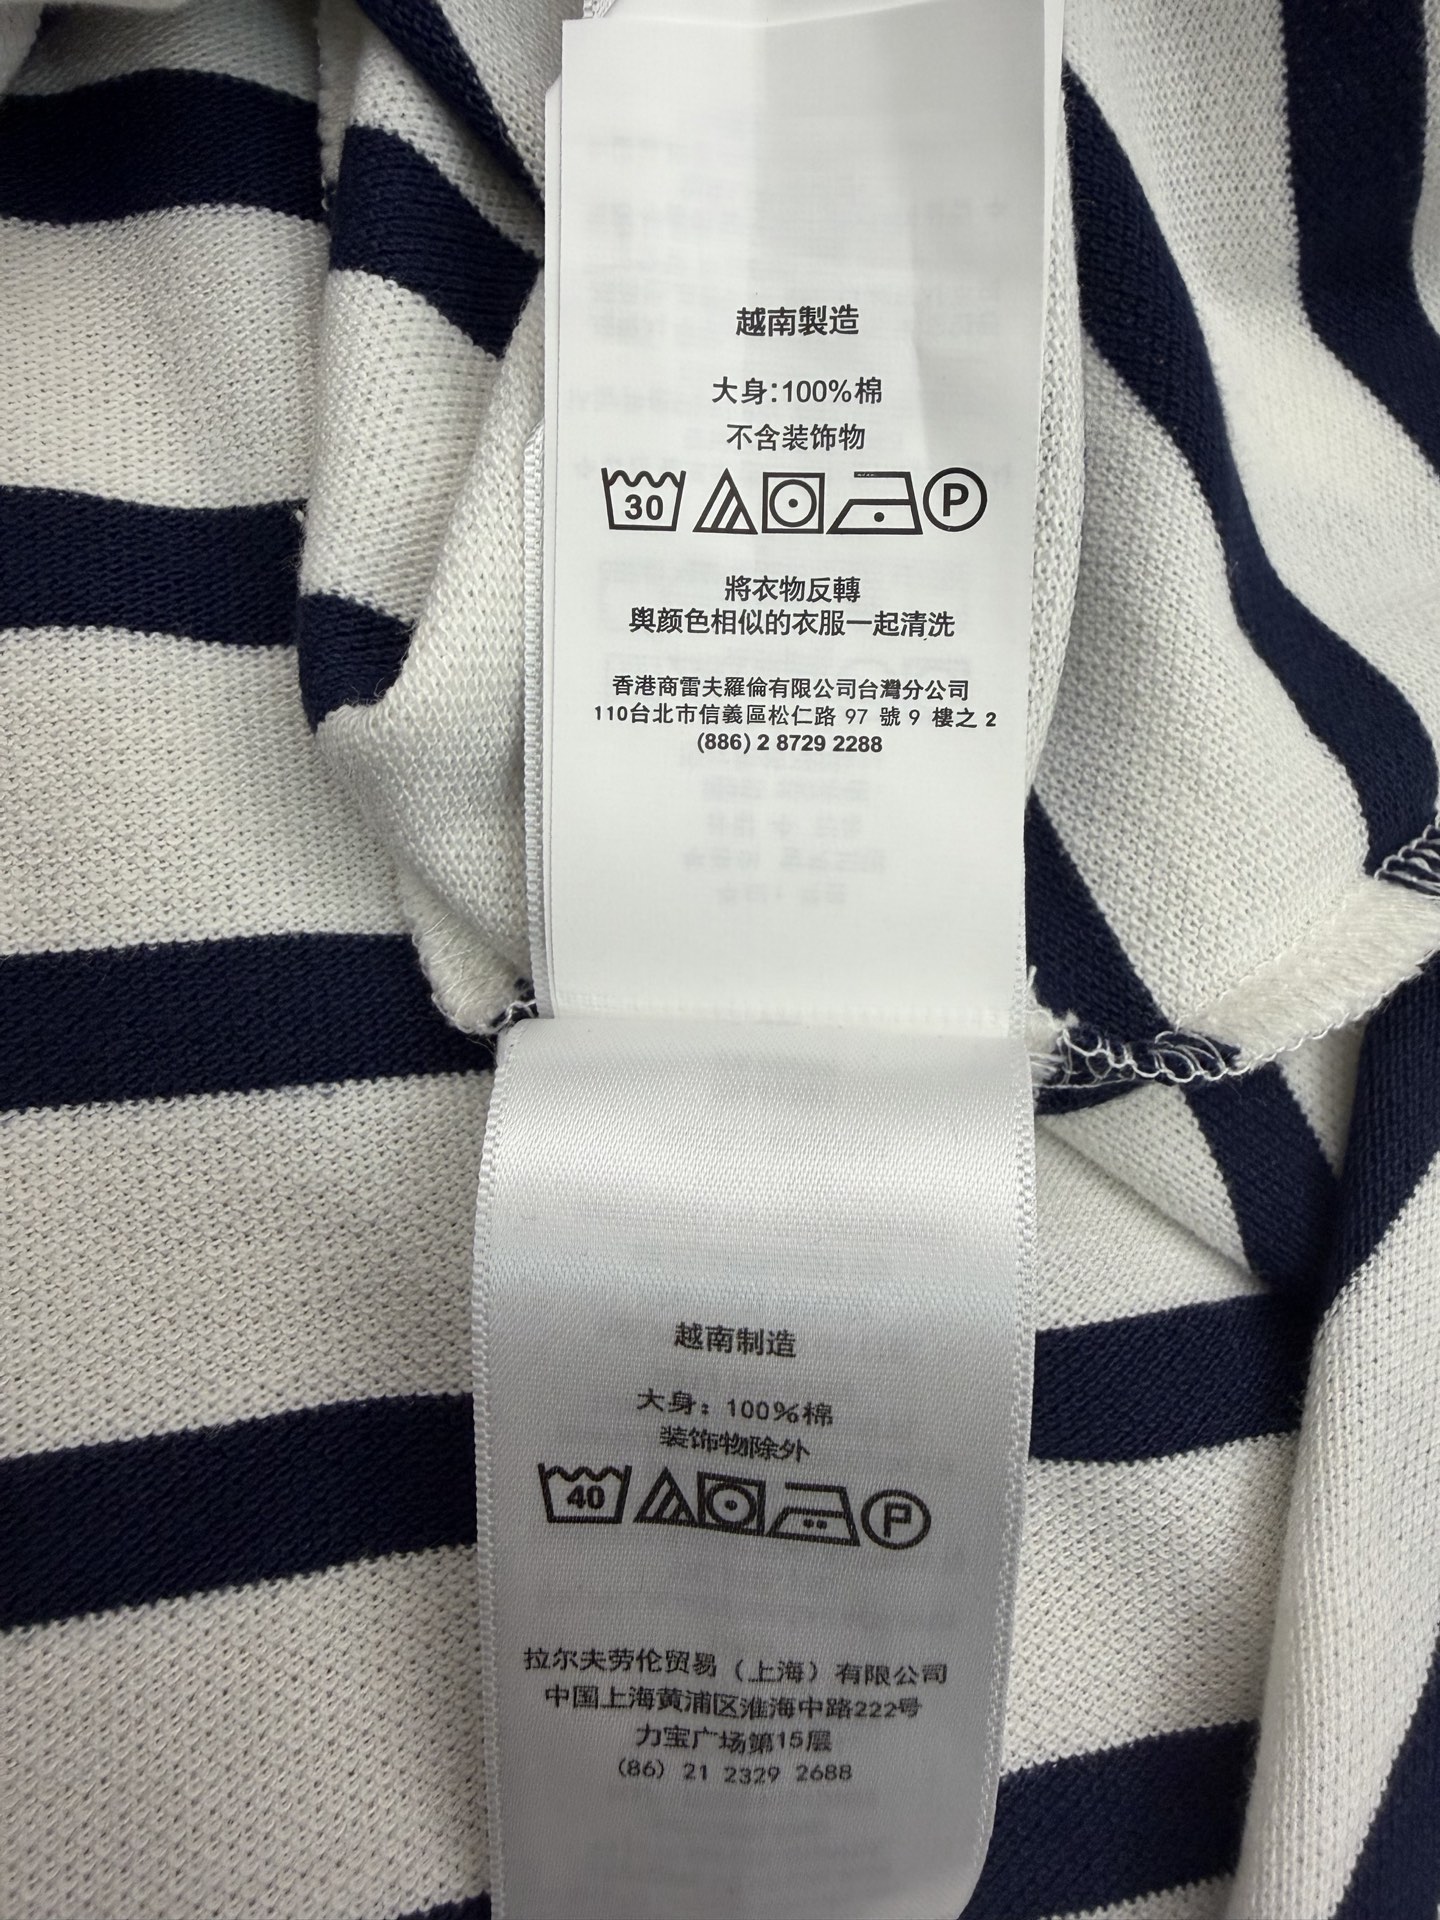 越南製造
大身:100%棉
不含装飾物
30
P
將衣物反轉
與颜色相似的衣服一起清洗
香港商雷夫羅倫有限公司台灣分公司
110台北市信義區松仁路 97 號 9 樓之 2
(886) 2 8729 2288
越南制造
大身：100%棉
装饰物除外
40
P
拉尔夫劳伦贸易（上海）有限公司
中国上海黄浦区淮海中路222号
力宝广场第15层
(86) 21 2329 2688